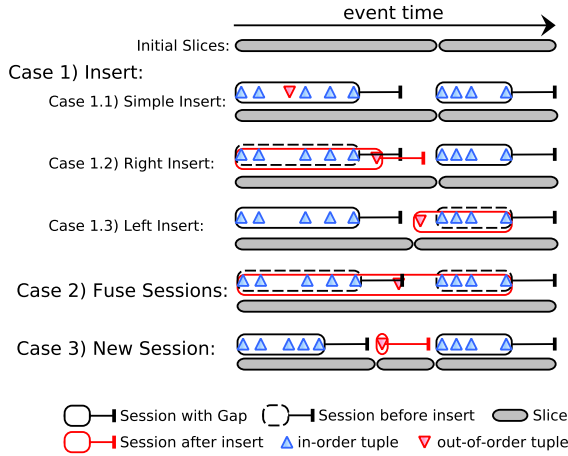 event time
Initial Slices:
Case 1) Insert:
Case 1.1) Simple Insert:
Case 1.2) Right Insert:
Case 1.3) Left Insert:
Case 2) Fuse Sessions:
Case 3) New Session:
Session with Gap
Session before insert
Slice
Session after insert
in-order tuple
out-of-order tuple